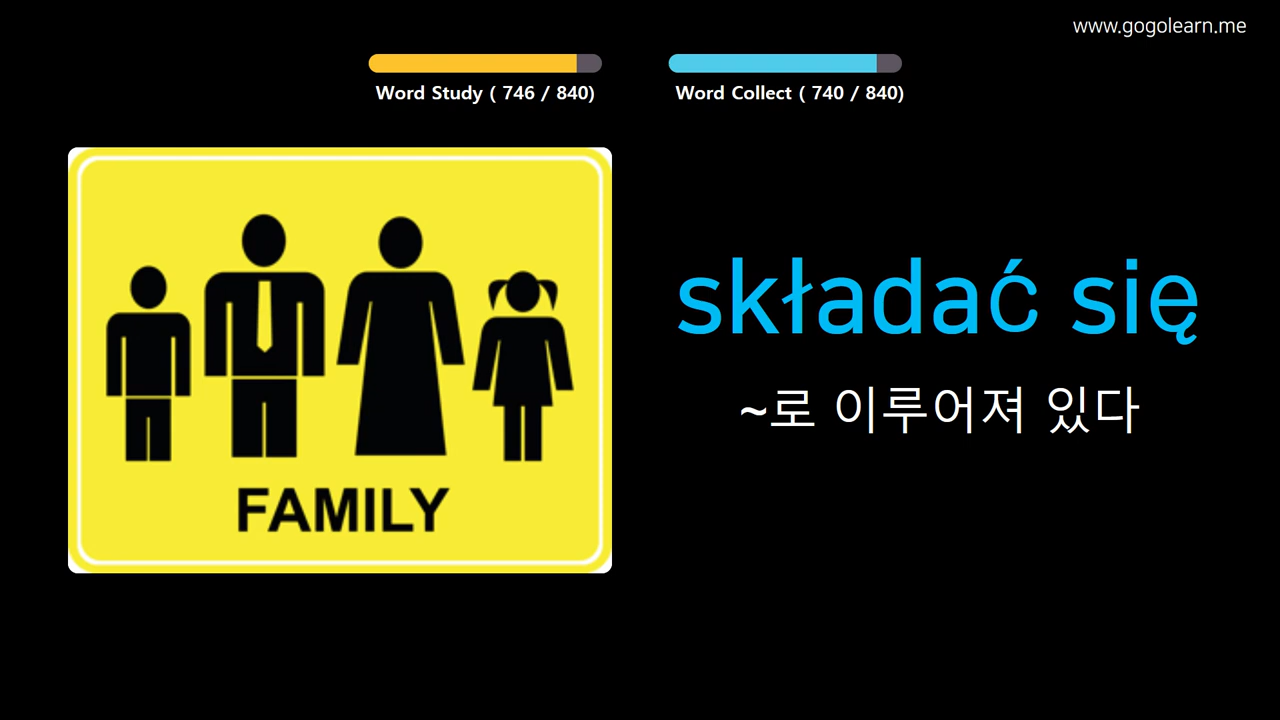 www.gogolearn.me
Word Study ( 746 / 840)
Word Collect ( 740 / 840)
składać się
~로 이루어져 있다
FAMILY